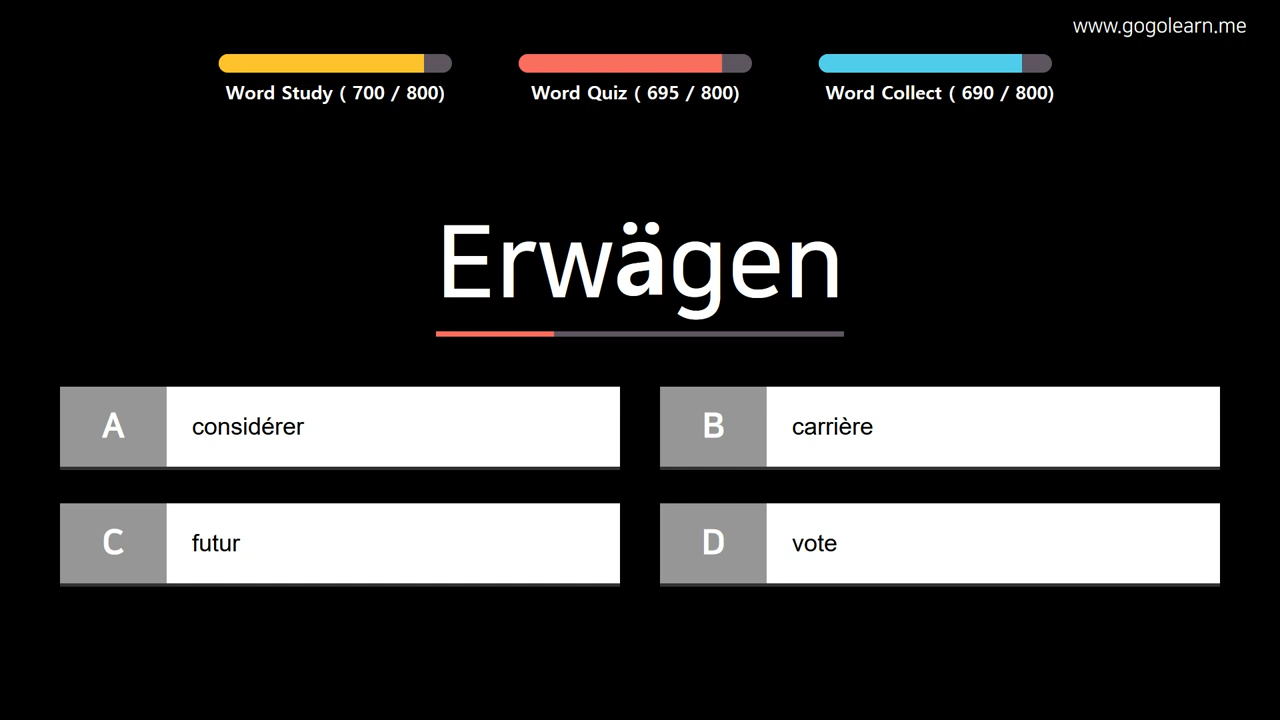 www.gogolearn.me
Word Study ( 700 / 800)
Word Quiz ( 695 / 800)
Word Collect ( 690 / 800)
Erwägen
A considérer
B carrière
C futur
D vote